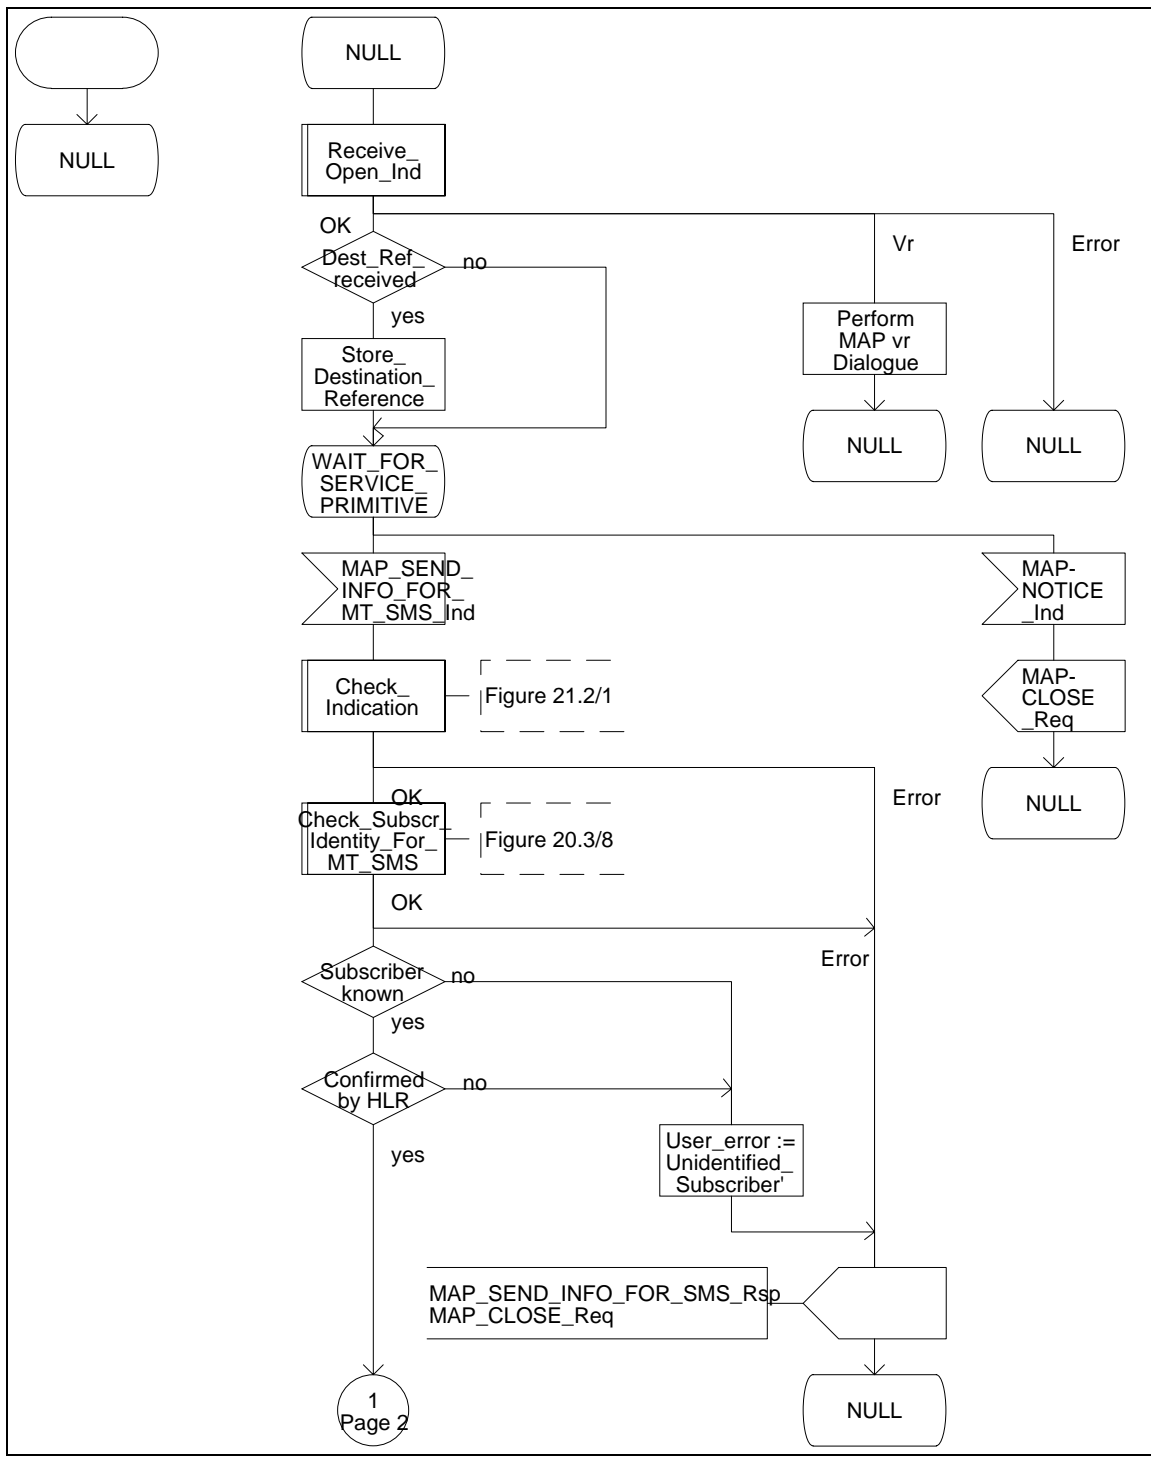 NULL
NULL
Receive_
Open_Ind
OK
Vr
Error
Dest_Ref_
received
no
yes
Perform
MAP vr
Dialogue
Store_
Destination_
Reference
NULL
NULL
WAIT_FOR_
SERVICE_
PRIMITIVE
MAP_SEND_
INFO_FOR_
MT_SMS_Ind
MAP-
NOTICE
_Ind
Check_
Indication
Figure 21.2/1
MAP-
CLOSE
_Req
OK
Error
NULL
Check_Subscr_
Identity_For_
MT_SMS
Figure 20.3/8
OK
Error
Subscriber
known
no
yes
Confirmed
by HLR
no
yes
User_error :=
Unidentified_
Subscriber'
MAP_SEND_INFO_FOR_SMS_Rsp
MAP_CLOSE_Req
1
Page 2
NULL